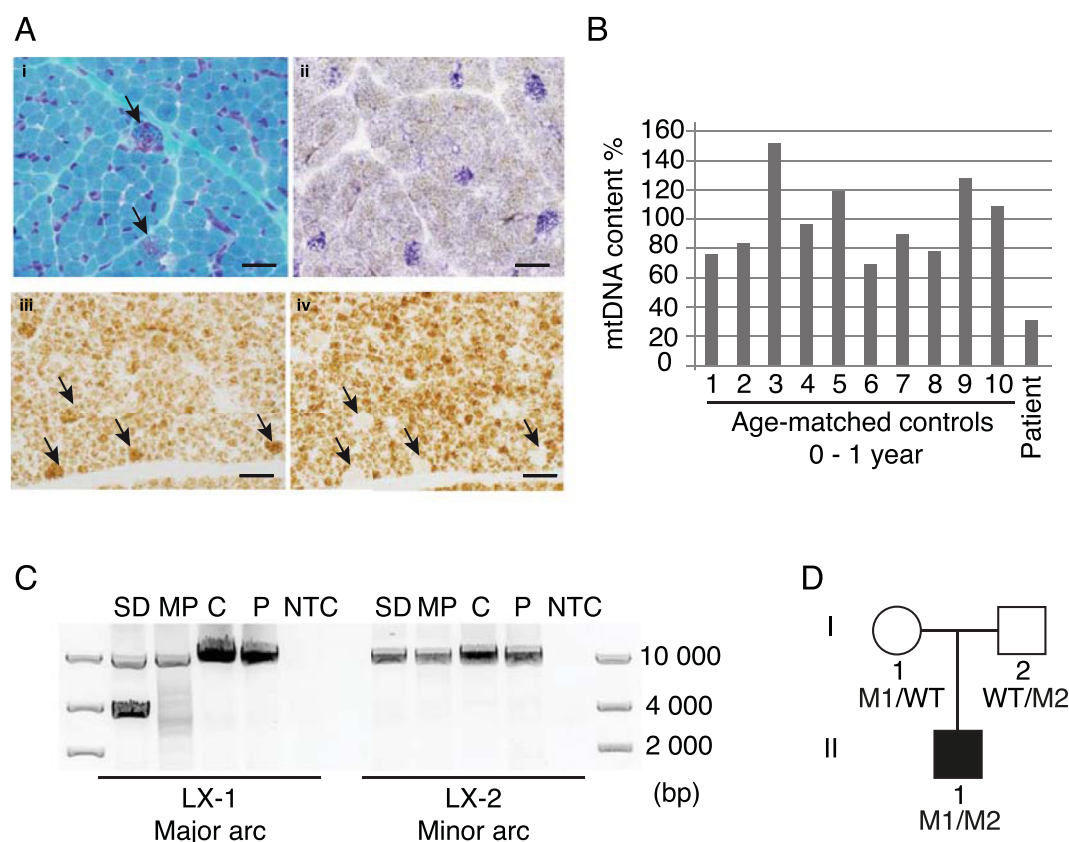 A
i
ii
iii
iv
B
mtDNA content %
160
140
120
100
80
60
40
20
0
1 2 3 4 5 6 7 8 9 10 Patient
Age-matched controls
0 - 1 year
C
SD MP C P NTC SD MP C P NTC
10 000
4 000
2 000
(bp)
LX-1 LX-2
Major arc Minor arc
D
I
1 2
M1/WT WT/M2
II
1
M1/M2